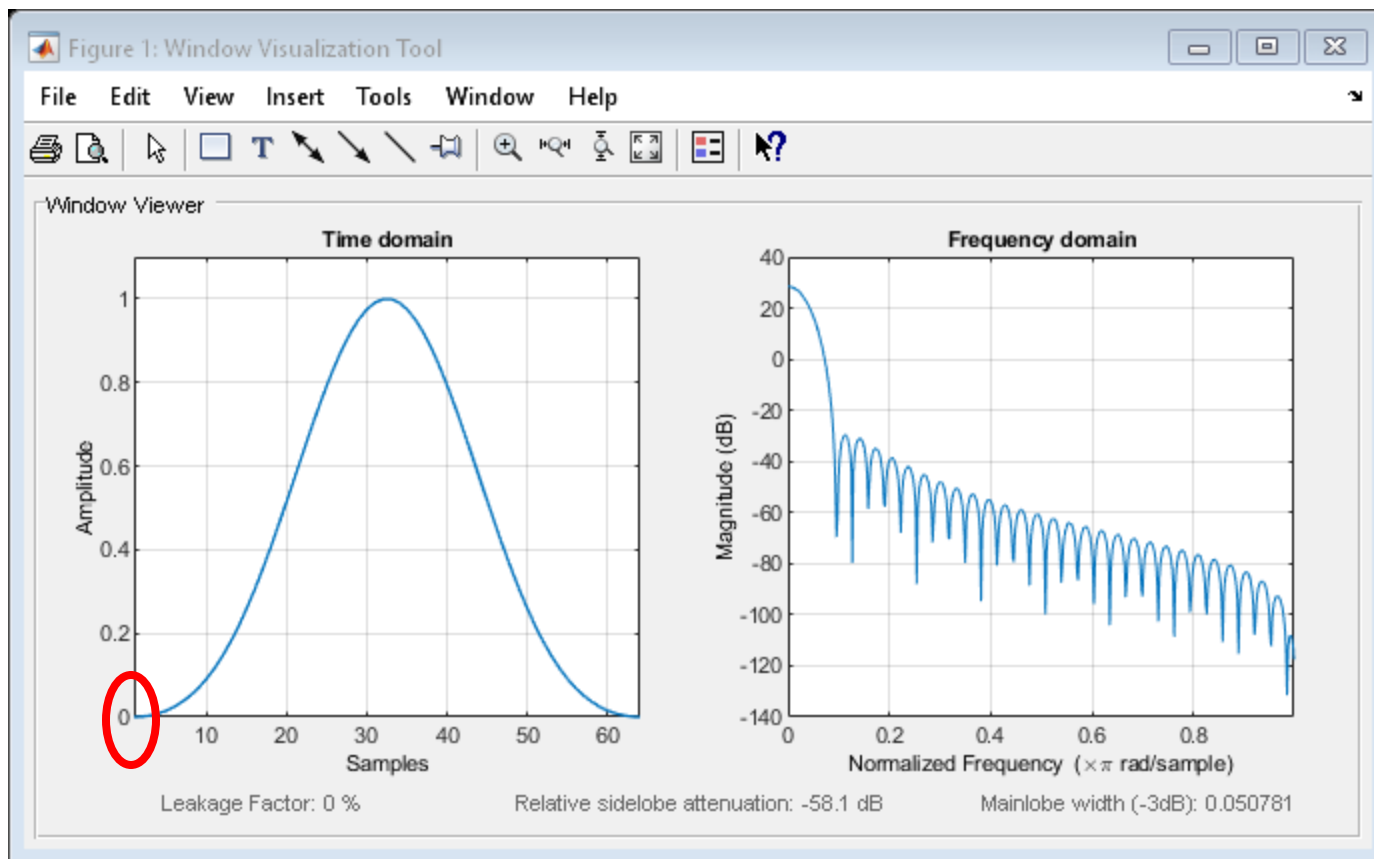 Figure 1: Window Visualization Tool
File Edit View Insert Tools Window Help
T
?
Window Viewer
Time domain
1
0.8
0.6
0.4
0.2
0
Amplitude
10 20 30 40 50 60
Samples
Frequency domain
40
20
0
-20
-40
-60
-80
-100
-120
-140
Magnitude (dB)
0 0.2 0.4 0.6 0.8
Normalized Frequency (×π rad/sample)
Leakage Factor: 0 % Relative sidelobe attenuation: -58.1 dB Mainlobe width (-3dB): 0.050781